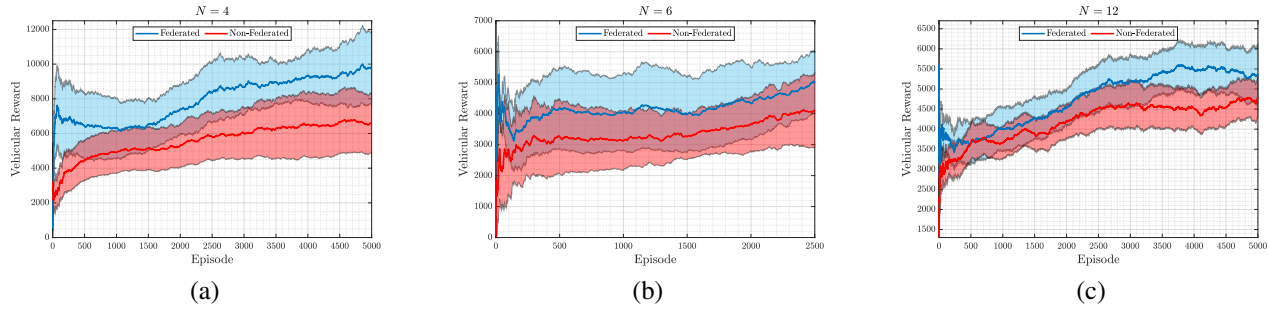 N = 4
Federated Non-Federated
Vehicular Reward
12000
10000
8000
6000
4000
2000
0
0 500 1000 1500 2000 2500 3000 3500 4000 4500 5000
Episode
(a)
N = 6
Federated Non-Federated
Vehicular Reward
7000
6000
5000
4000
3000
2000
1000
0
0 500 1000 1500 2000 2500
Episode
(b)
N = 12
Federated Non-Federated
Vehicular Reward
6500
6000
5500
5000
4500
4000
3500
3000
2500
2000
1500
0 500 1000 1500 2000 2500 3000 3500 4000 4500 5000
Episode
(c)